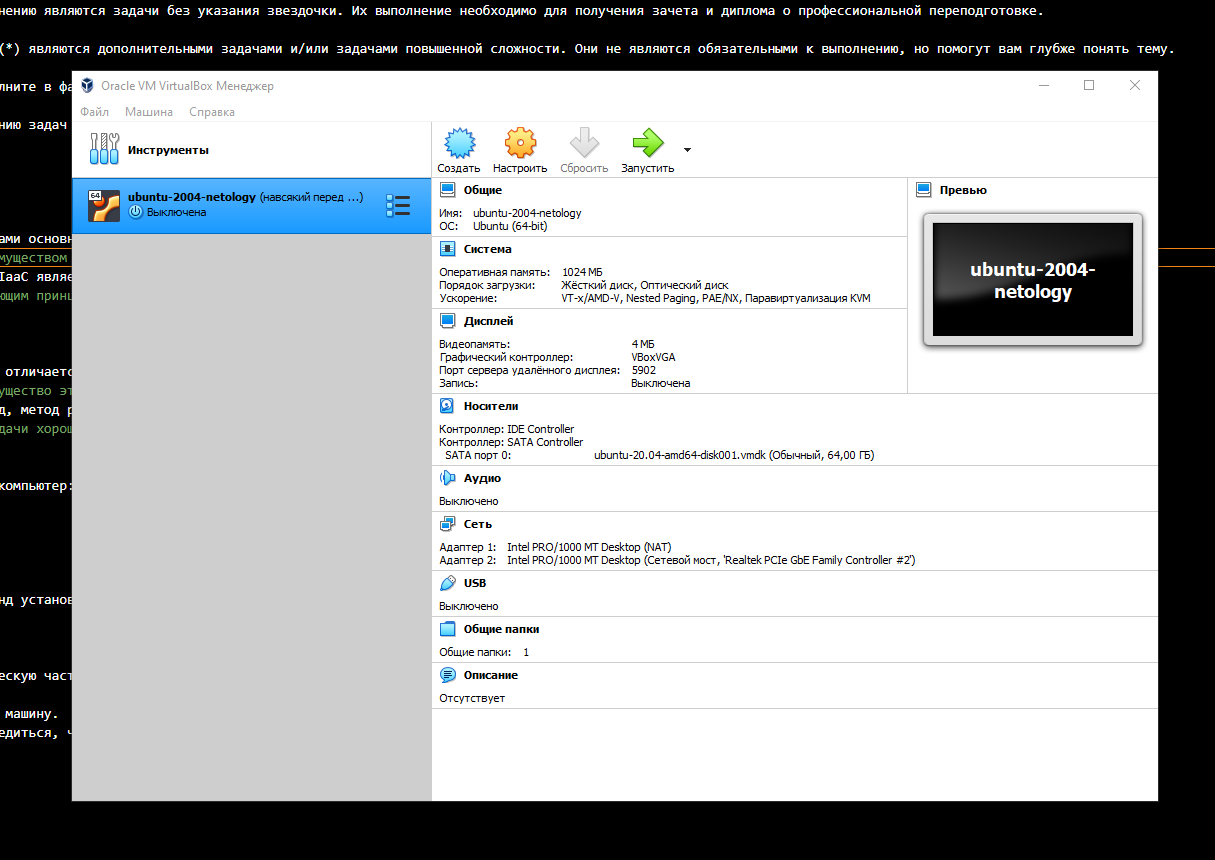 нению являются задачи без указания звездочки. Их выполнение необходимо для получения зачета и диплома о профессиональной переподготовке.
(*) являются дополнительными задачами и/или задачами повышенной сложности. Они не являются обязательными к выполнению, но помогут вам глубже понять тему.
лните в фа
нию задач
ами основн
муществом
IaaC являе
ющим принц
отличаетс
ущество эт
д, метод р
дачи хорош
компьютер:
нд установ
ескую част
машину.
едиться, ч
Oracle VM VirtualBox Менеджер
Файл Машина Справка
Инструменты
64
ubuntu-2004-netology (навсякий перед ...)
Выключена
Создать Настроить Сбросить Запустить
Общие
Имя: ubuntu-2004-netology
ОС: Ubuntu (64-bit)
Система
Оперативная память: 1024 МБ
Порядок загрузки: Жёсткий диск, Оптический диск
Ускорение: VT-x/AMD-V, Nested Paging, PAE/NX, Паравиртуализация KVM
Дисплей
Видеопамять: 4 МБ
Графический контроллер: VBoxVGA
Порт сервера удалённого дисплея: 5902
Запись: Выключена
Превью
ubuntu-2004-
netology
Носители
Контроллер: IDE Controller
Контроллер: SATA Controller
SATA порт 0: ubuntu-20.04-amd64-disk001.vmdk (Обычный, 64,00 ГБ)
Аудио
Выключено
Сеть
Адаптер 1: Intel PRO/1000 MT Desktop (NAT)
Адаптер 2: Intel PRO/1000 MT Desktop (Сетевой мост, 'Realtek PCIe GbE Family Controller #2')
USB
Выключено
Общие папки
Общие папки: 1
Описание
Отсутствует